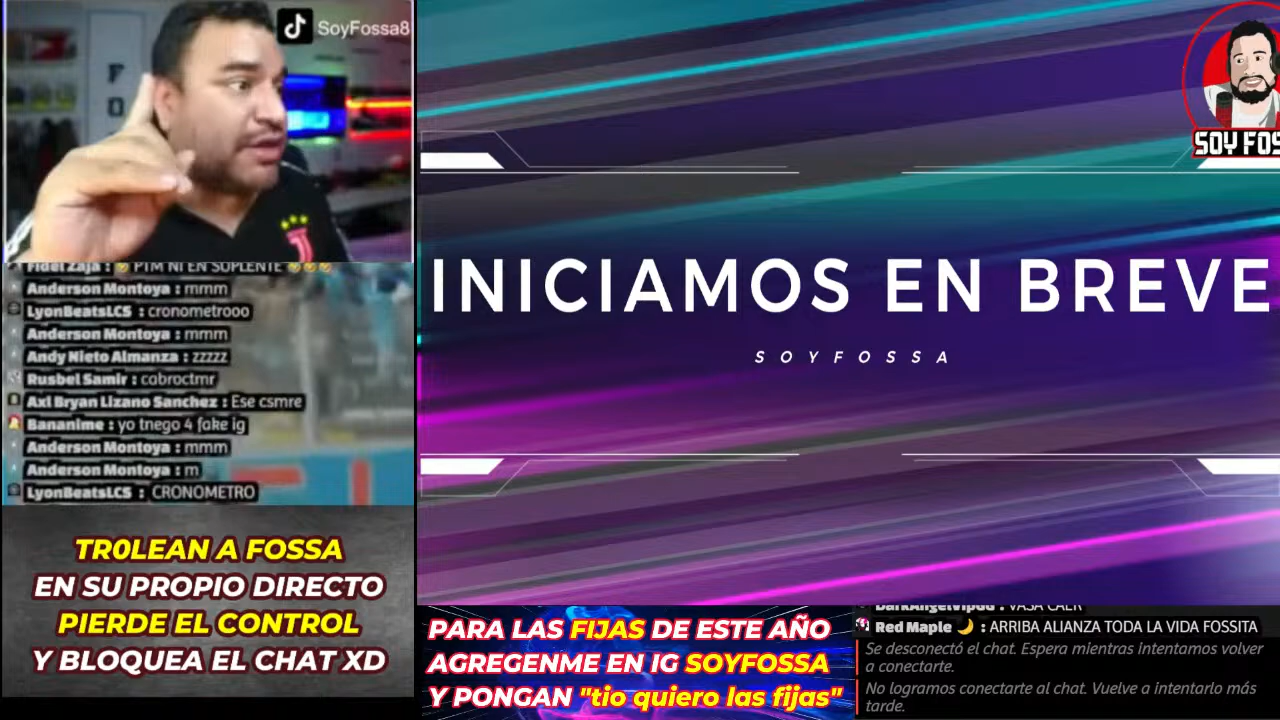 SoyFossa8
F
O
Fidel Zaja : 🤣 PTM NI EN SUPLENTE 🤣🤣🤣
Anderson Montoya : mmm
LyonBeatsLCS : cronometrooo
Anderson Montoya : mmm
Andy Nieto Almanza : zzzzz
Rusbel Samir : cabroctmr
Axl Bryan Lizano Sanchez : Ese csmre
Bananime : yo tnego 4 fake ig
Anderson Montoya : mmm
Anderson Montoya : m
LyonBeatsLCS : CRONOMETRO
TR0LEAN A FOSSA
EN SU PROPIO DIRECTO
PIERDE EL CONTROL
Y BLOQUEA EL CHAT XD
SOY FOS
INICIAMOS EN BREVE
SOYFOSSA
PARA LAS FIJAS DE ESTE AÑO
AGREGENME EN IG SOYFOSSA
Y PONGAN "tio quiero las fijas"
VASA CAER
Red Maple 🌙 : ARRIBA ALIANZA TODA LA VIDA FOSSITA
Se desconectó el chat. Espera mientras intentamos volver
a conectarte.
No logramos conectarte al chat. Vuelve a intentarlo más
tarde.